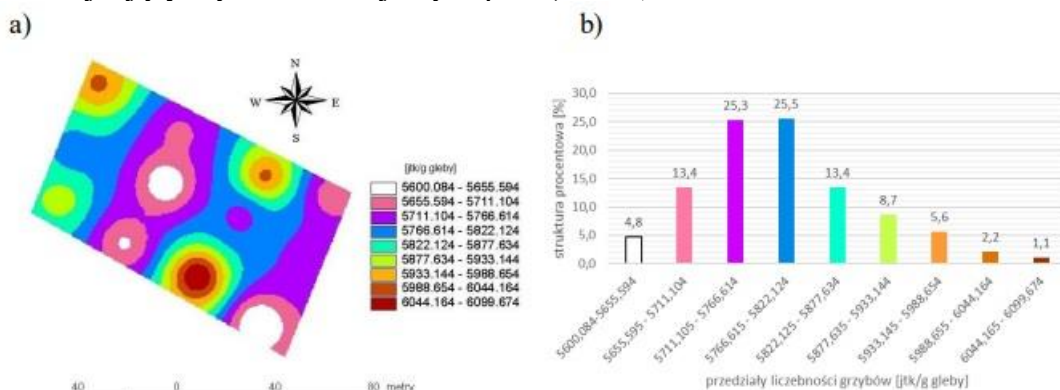 a)
N
W E
S
[jtk/g gleby]
5600.084 - 5655.594
5655.594 - 5711.104
5711.104 - 5766.614
5766.614 - 5822.124
5822.124 - 5877.634
5877.634 - 5933.144
5933.144 - 5988.654
5988.654 - 6044.164
6044.164 - 6099.674
40 0 40 80 metry
b)
struktura procentowa [%]
30,0
25,0
20,0
15,0
10,0
5,0
0,0
4,8
13,4
25,3
25,5
13,4
8,7
5,6
2,2
1,1
5600,084-5655,594
5655,595 - 5711,104
5711,105 - 5766,614
5766,615 - 5822,124
5822,125 - 5877,634
5877,635 - 5933,144
5933,145 - 5988,654
5988,655 - 6044,164
6044,165 - 6099,674
przedziały liczebności grzybów [jtk/g gleby]